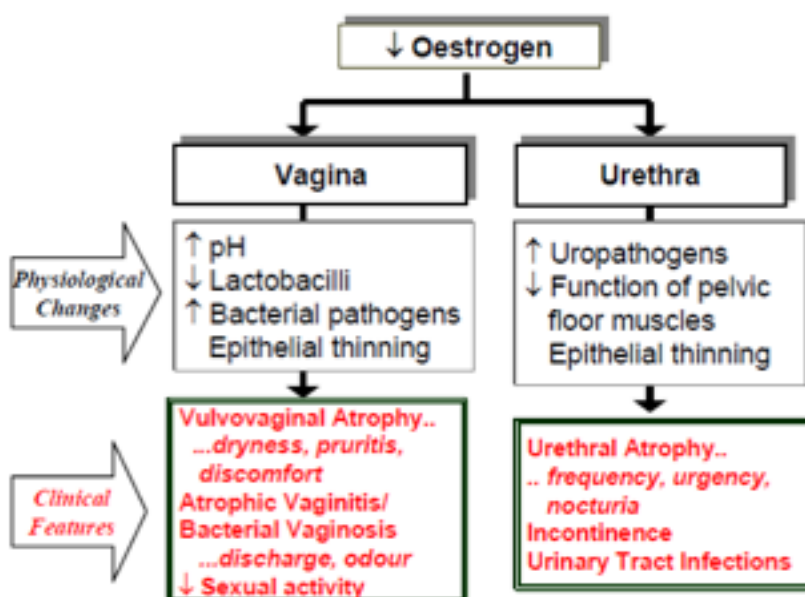 ↓ Oestrogen
Vagina
Urethra
Physiological
Changes
↑ pH
↓ Lactobacilli
↑ Bacterial pathogens
Epithelial thinning
↑ Uropathogens
↓ Function of pelvic
floor muscles
Epithelial thinning
Clinical
Features
Vulvovaginal Atrophy..
...dryness, pruritis,
discomfort
Atrophic Vaginitis/
Bacterial Vaginosis
...discharge, odour
↓ Sexual activity
Urethral Atrophy..
.. frequency, urgency,
nocturia
Incontinence
Urinary Tract Infections